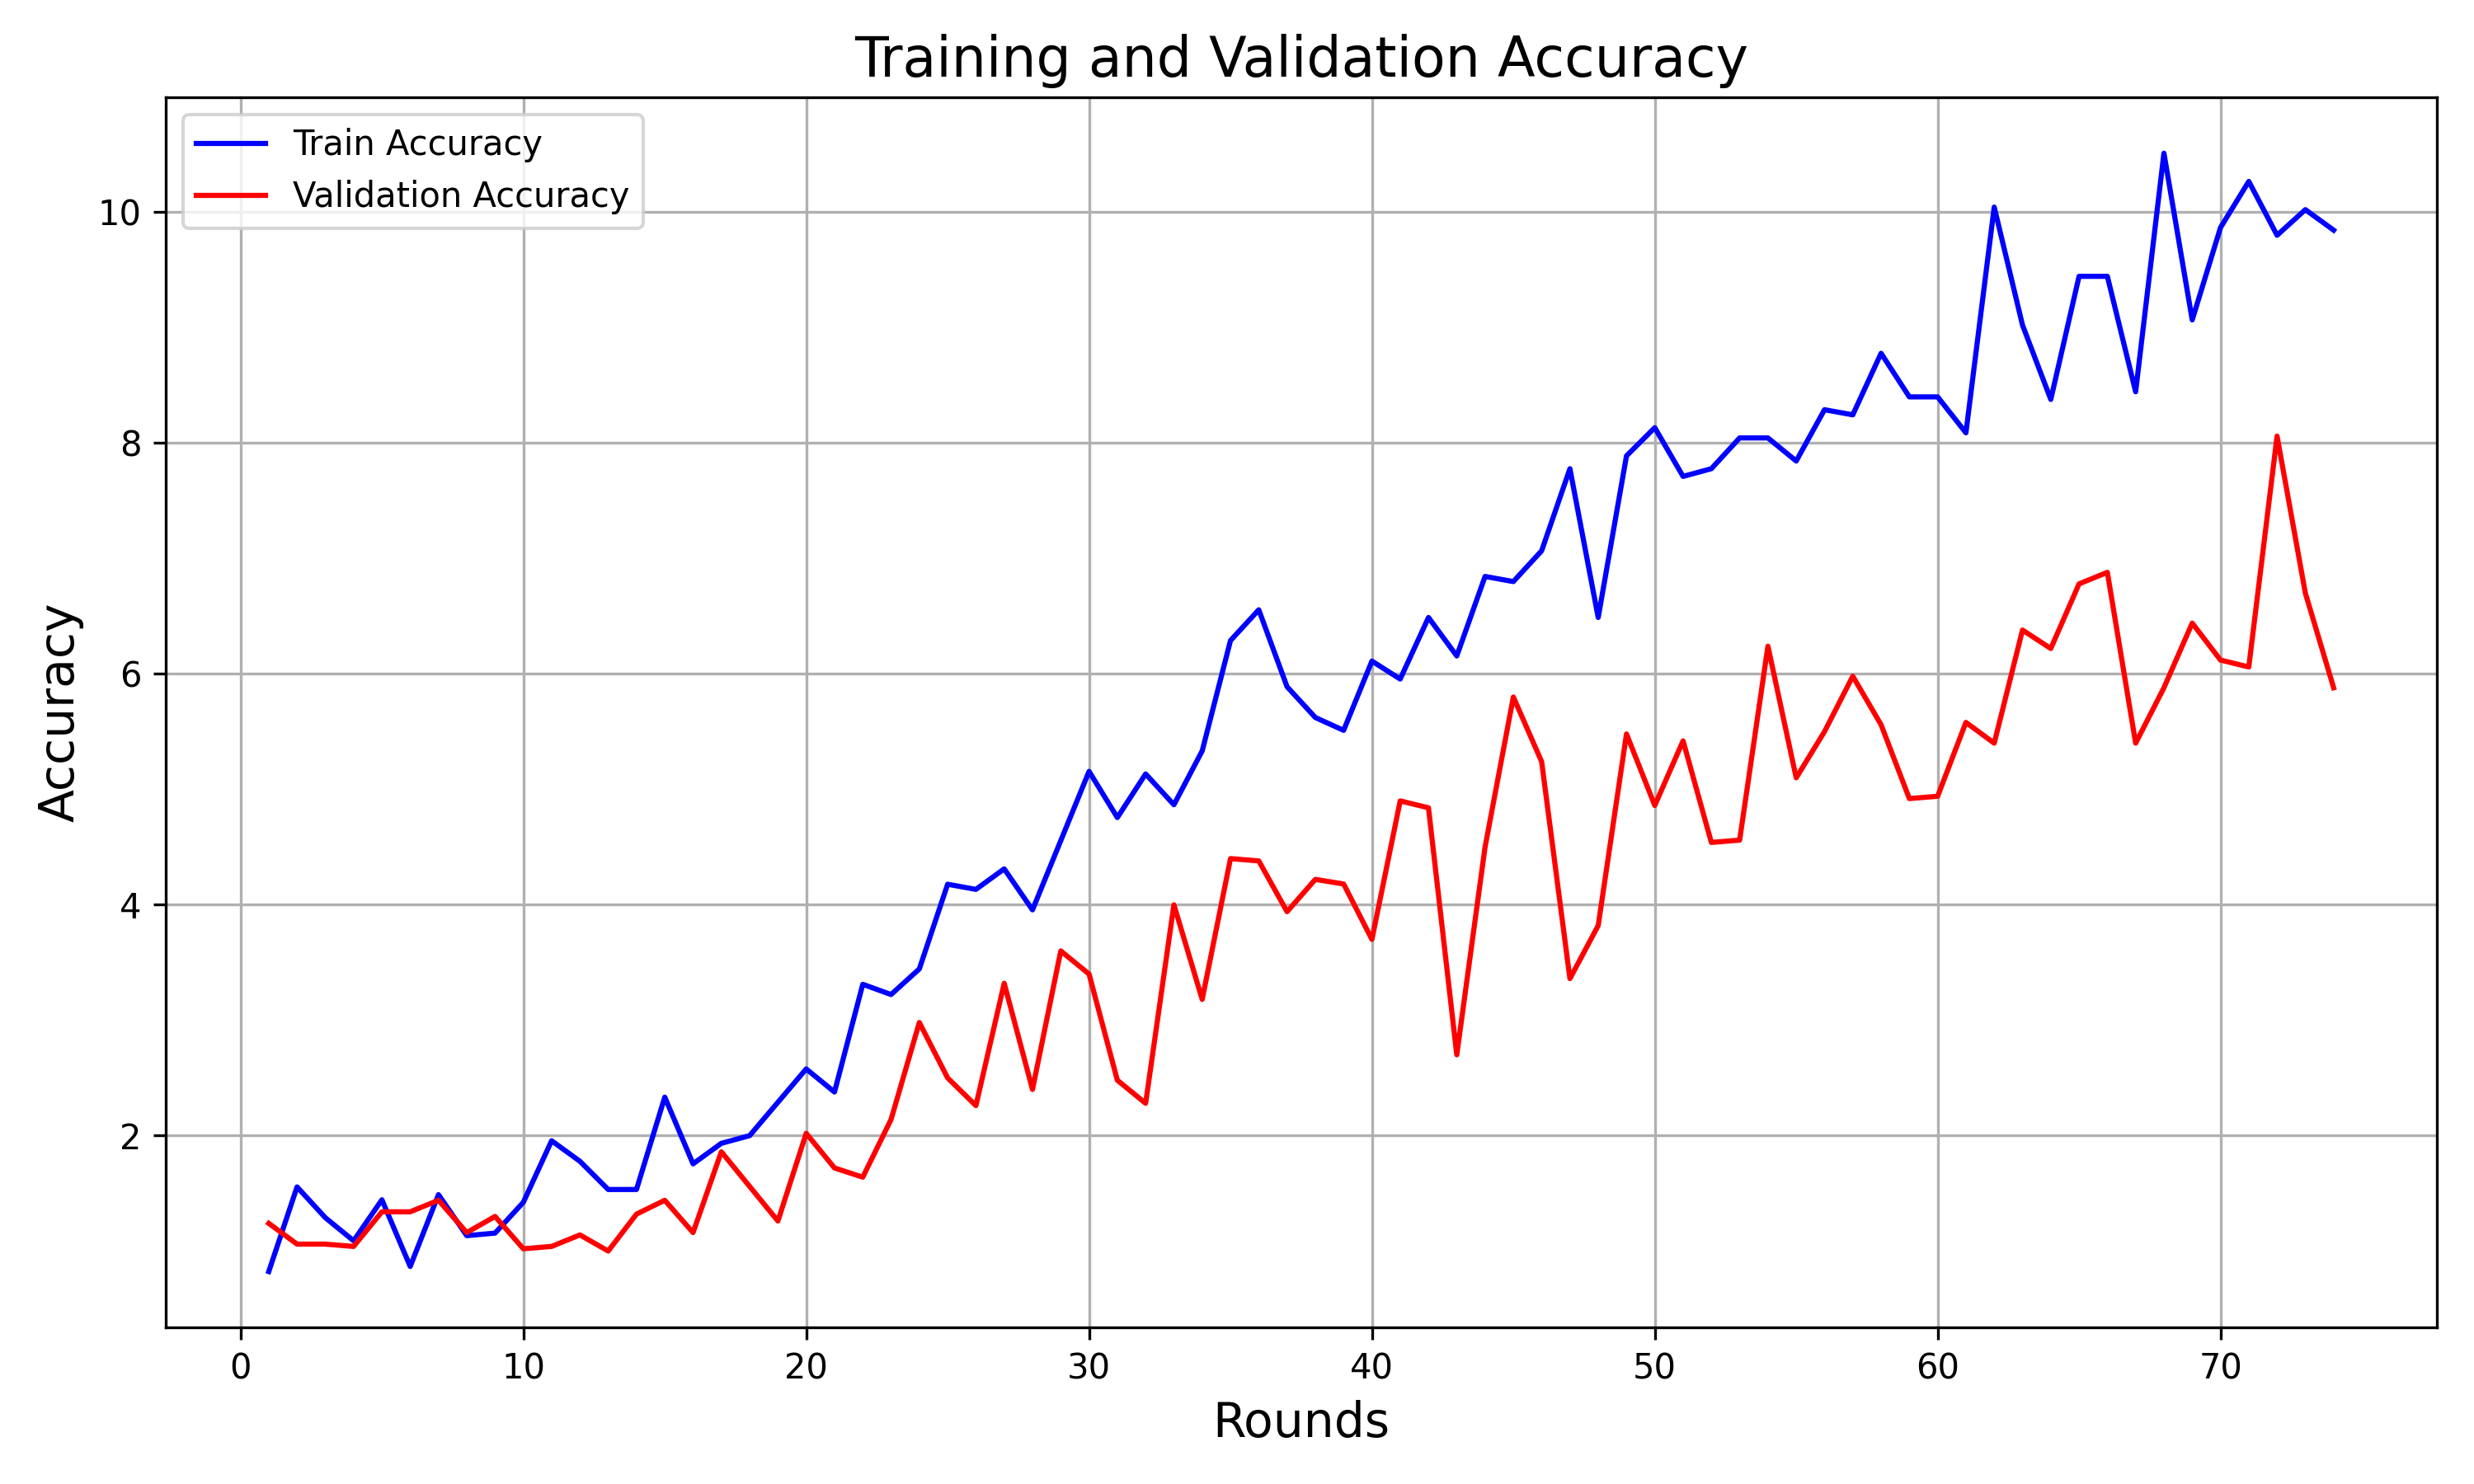 Training and Validation Accuracy
Train Accuracy
Validation Accuracy
10
8
6
4
2
Accuracy
0 10 20 30 40 50 60 70
Rounds